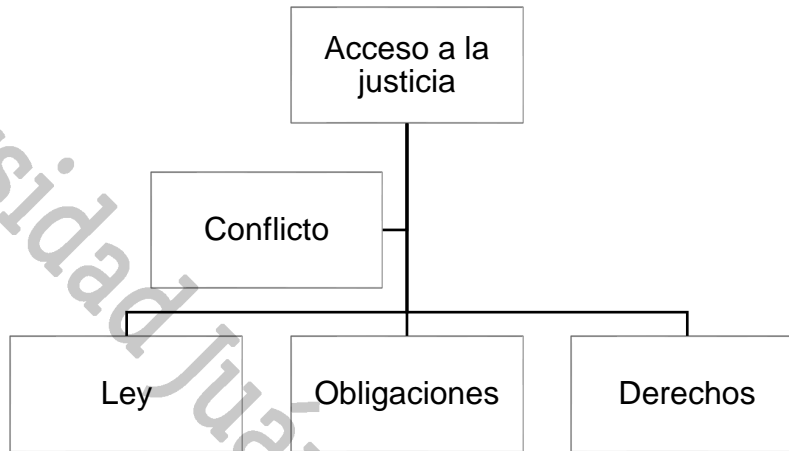 Acceso a la
justicia
Conflicto
Ley
Obligaciones
Derechos